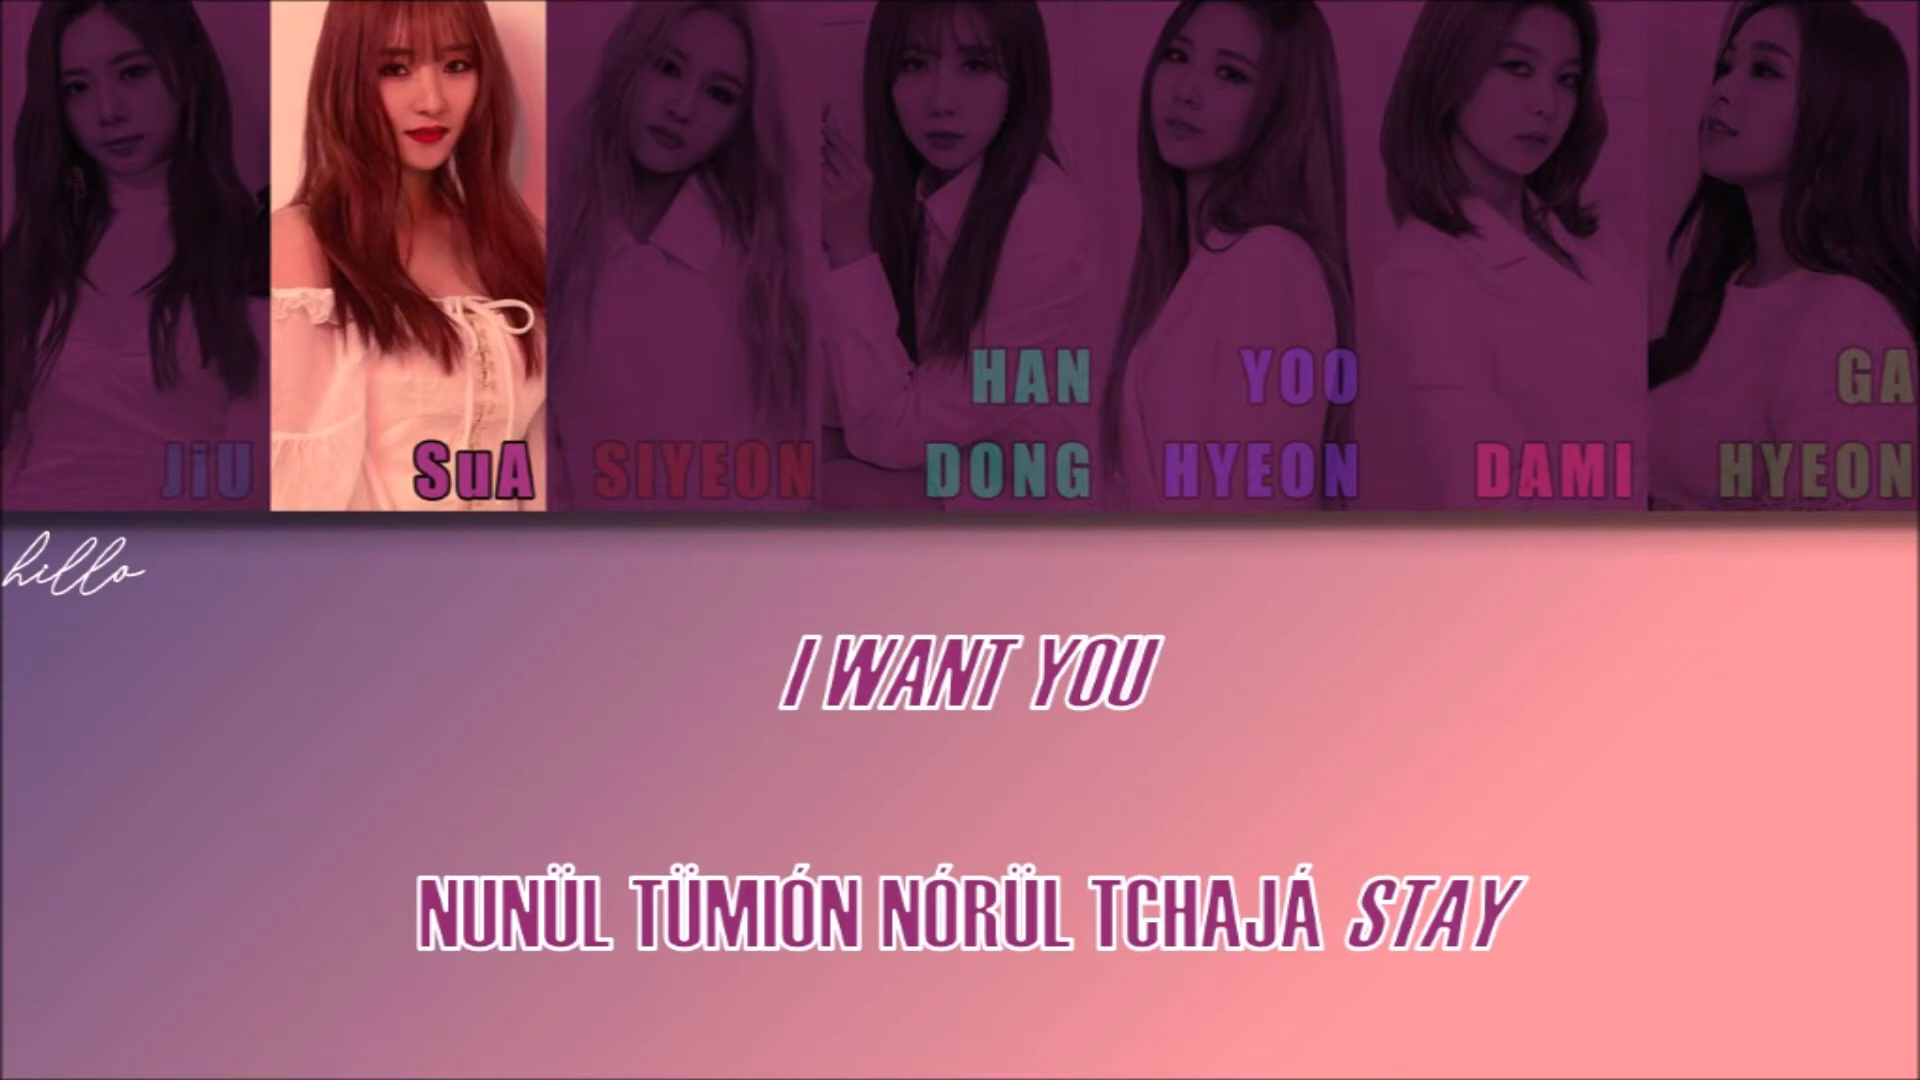 JiU
SuA
SIYEON
HAN
DONG
YOO
HYEON
DAMI
GA
HYEON
hillo
I WANT YOU
NUNÜL TÜMIÓN NÓRÜL TCHAJÁ STAY